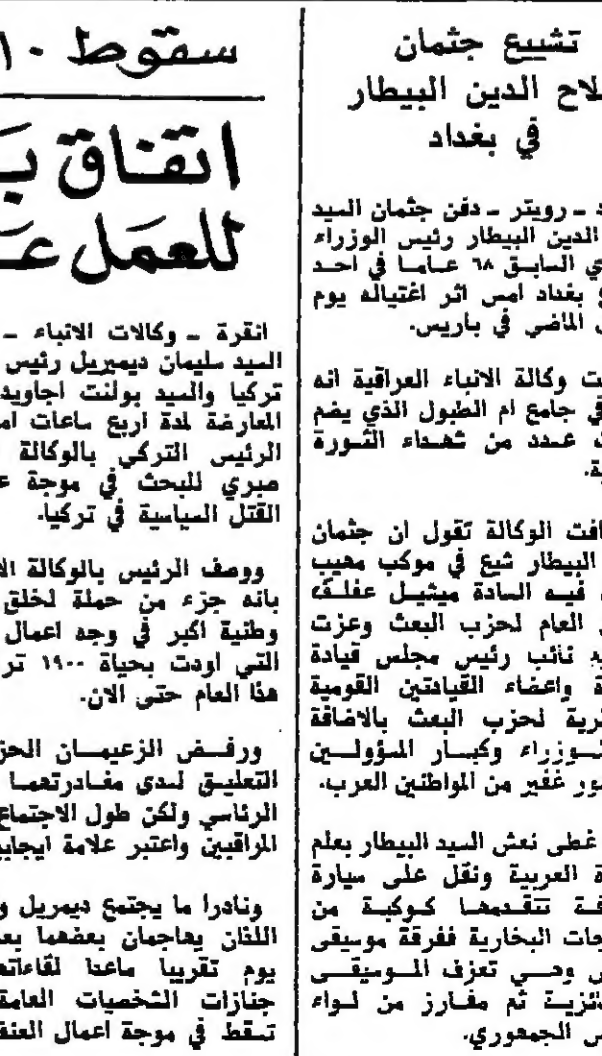 تشييع جثمان
لاح الدين البيطار
في بغداد
ـ رويتر ـ دفن جثمان السيد
الدين البيطار رئيس الوزراء
ي السابق ٦٨ عاما في احد
بغداد امس اثر اغتياله يوم
الماضي في باريس.
ت وكالة الانباء العراقية انه
في جامع ام الطبول الذي يضم
عدد من شهداء الثورة
ية.
افت الوكالة تقول ان جثمان
البيطار شيع في موكب مهيب
فيه السادة ميشيل عفلق
العام لحزب البعث وعزت
نائب رئيس مجلس قيادة
ة واعضاء القيادتين القومية
رية لحزب البعث بالاضافة
وزراء وكبار المؤولين
ور غفير من المواطنين العرب.
غطى نعش السيد البيطار بعلم
ة العربية ونقل على سيارة
تتقدمها كوكبة من
جات البخارية ففرقة موسيقى
وهي تعزف الموسيقى
ثم مفارز من لواء
س الجمهوري.
سقوط ١٠
اتفاق بَ
للعمَل عَ
انقرة ـ وكالات الانباء ـ
السيد سليمان ديميريل رئيس
تركيا والسيد بولنت اجاويد
المعارضة لمدة اربع ساعات ام
الرئيس التركي بالوكالة
صبري للبحث في موجة ع
القتل السياسية في تركيا.
ووصف الرئيس بالوكالة الا
بانه جزء من حملة لخلق
وطنية اكبر في وجه اعمال
التي اودت بحياة ١٩٠٠ تر
هذا العام حتى الان.
ورفض الزعيمان الحز
التعليق لدى مغادرتهما
الرئاسي ولكن طول الاجتماع
المراقبين واعتبر علامة ايجابي
ونادرا ما يجتمع ديمريل و
اللذان يهاجمان بعضهما بع
يوم تقريبا ماعدا لقاءاته
جنازات الشخصيات العامة
تسقط في موجة اعمال العنف